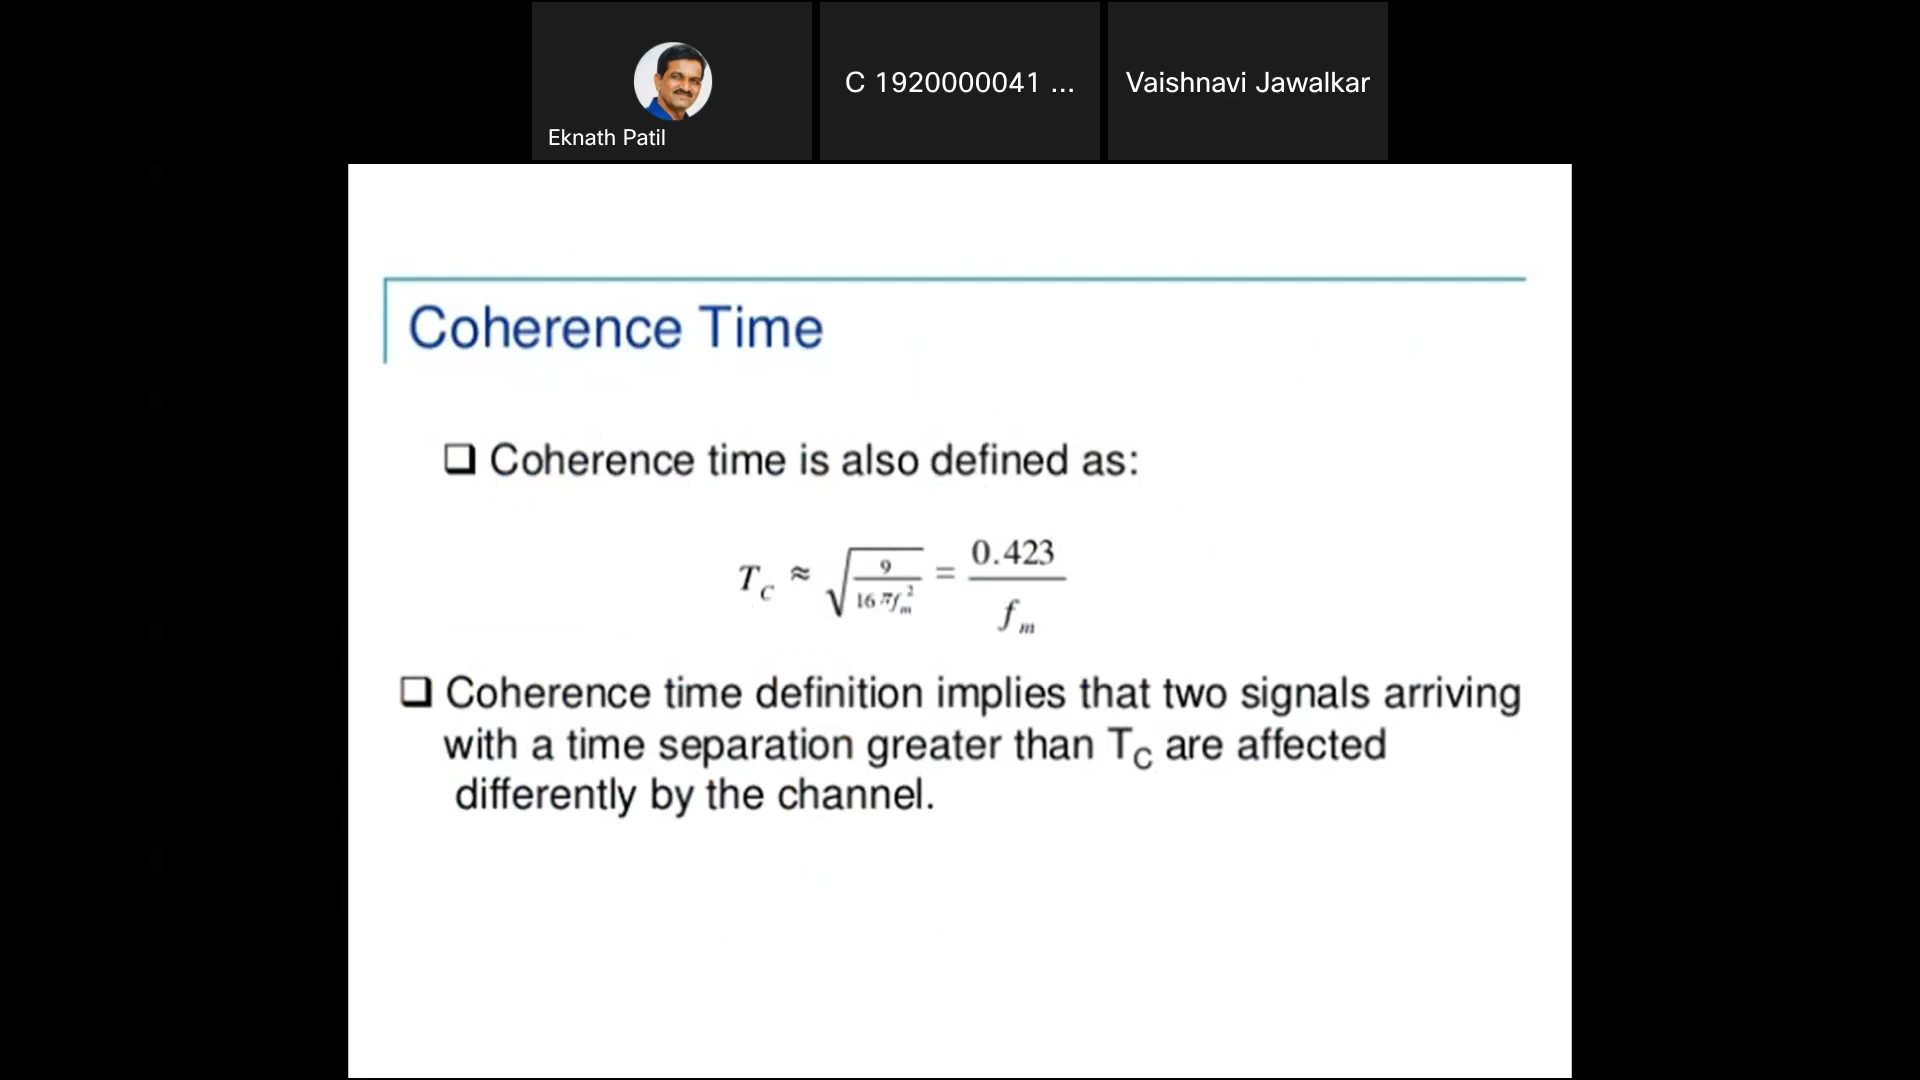 Eknath Patil
C 1920000041 ...
Vaishnavi Jawalkar
Coherence Time
❑ Coherence time is also defined as:
T_C ≈ √(9 / 16πf_m²) = 0.423 / f_m
❑ Coherence time definition implies that two signals arriving
with a time separation greater than T_C are affected
differently by the channel.